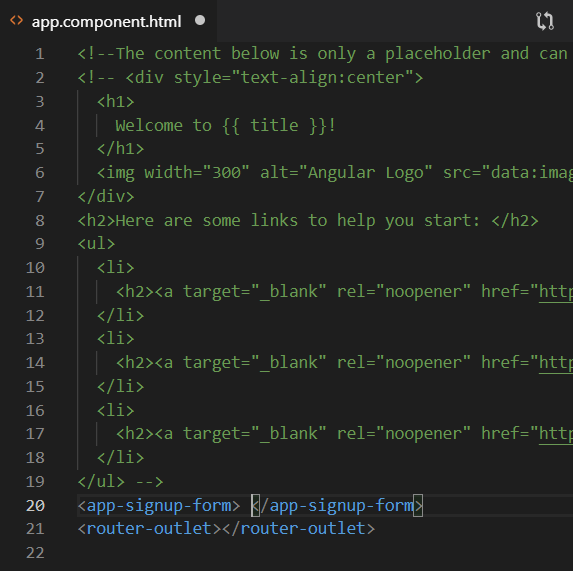 <> app.component.html
1 <!--The content below is only a placeholder and can
2 <!-- <div style="text-align:center">
3 <h1>
4 Welcome to {{ title }}!
5 </h1>
6 <img width="300" alt="Angular Logo" src="data:imag
7 </div>
8 <h2>Here are some links to help you start: </h2>
9 <ul>
10 <li>
11 <h2><a target="_blank" rel="noopener" href="http
12 </li>
13 <li>
14 <h2><a target="_blank" rel="noopener" href="http
15 </li>
16 <li>
17 <h2><a target="_blank" rel="noopener" href="http
18 </li>
19 </ul> -->
20 <app-signup-form> </app-signup-form>
21 <router-outlet></router-outlet>
22